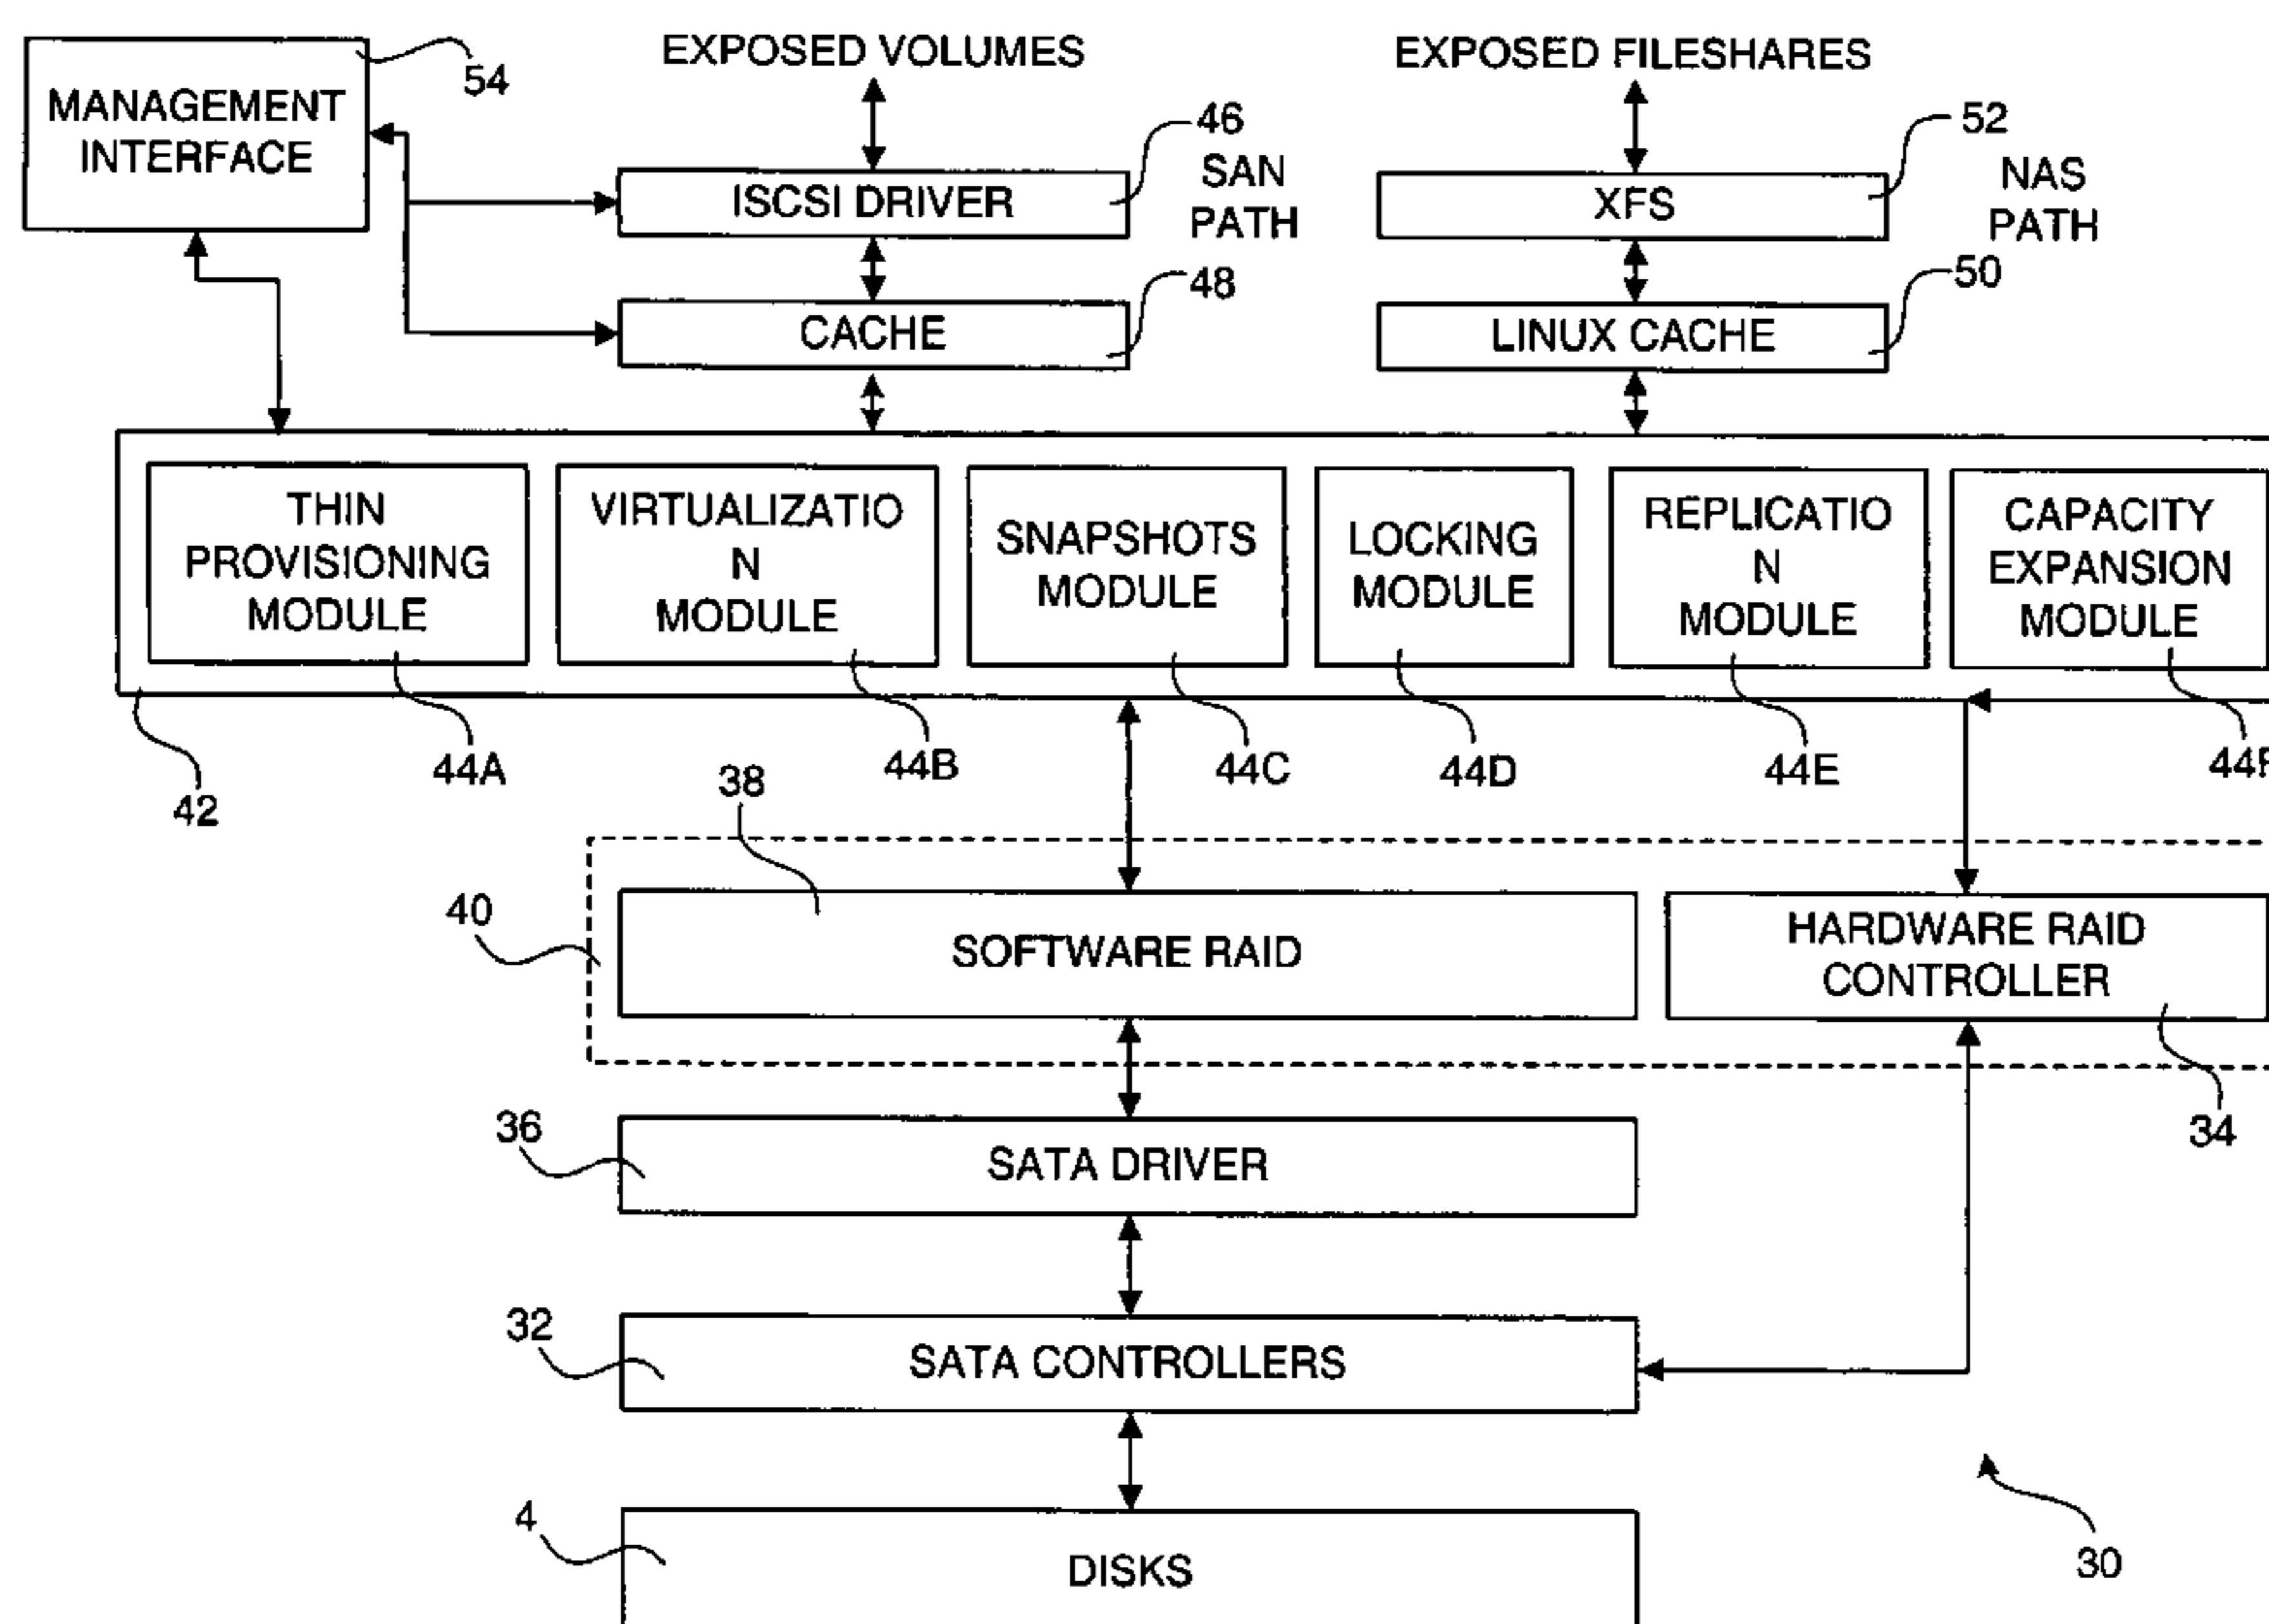 EXPOSED VOLUMES
EXPOSED FILESHARES
54
MANAGEMENT
INTERFACE
46
SAN
PATH
ISCSI DRIVER
52
NAS
PATH
XFS
48
CACHE
50
LINUX CACHE
THIN
PROVISIONING
MODULE
VIRTUALIZATIO
N
MODULE
SNAPSHOTS
MODULE
LOCKING
MODULE
REPLICATIO
N
MODULE
CAPACITY
EXPANSION
MODULE
42
44A
44B
44C
44D
44E
44F
38
40
SOFTWARE RAID
HARDWARE RAID
CONTROLLER
34
36
SATA DRIVER
32
SATA CONTROLLERS
4
DISKS
30